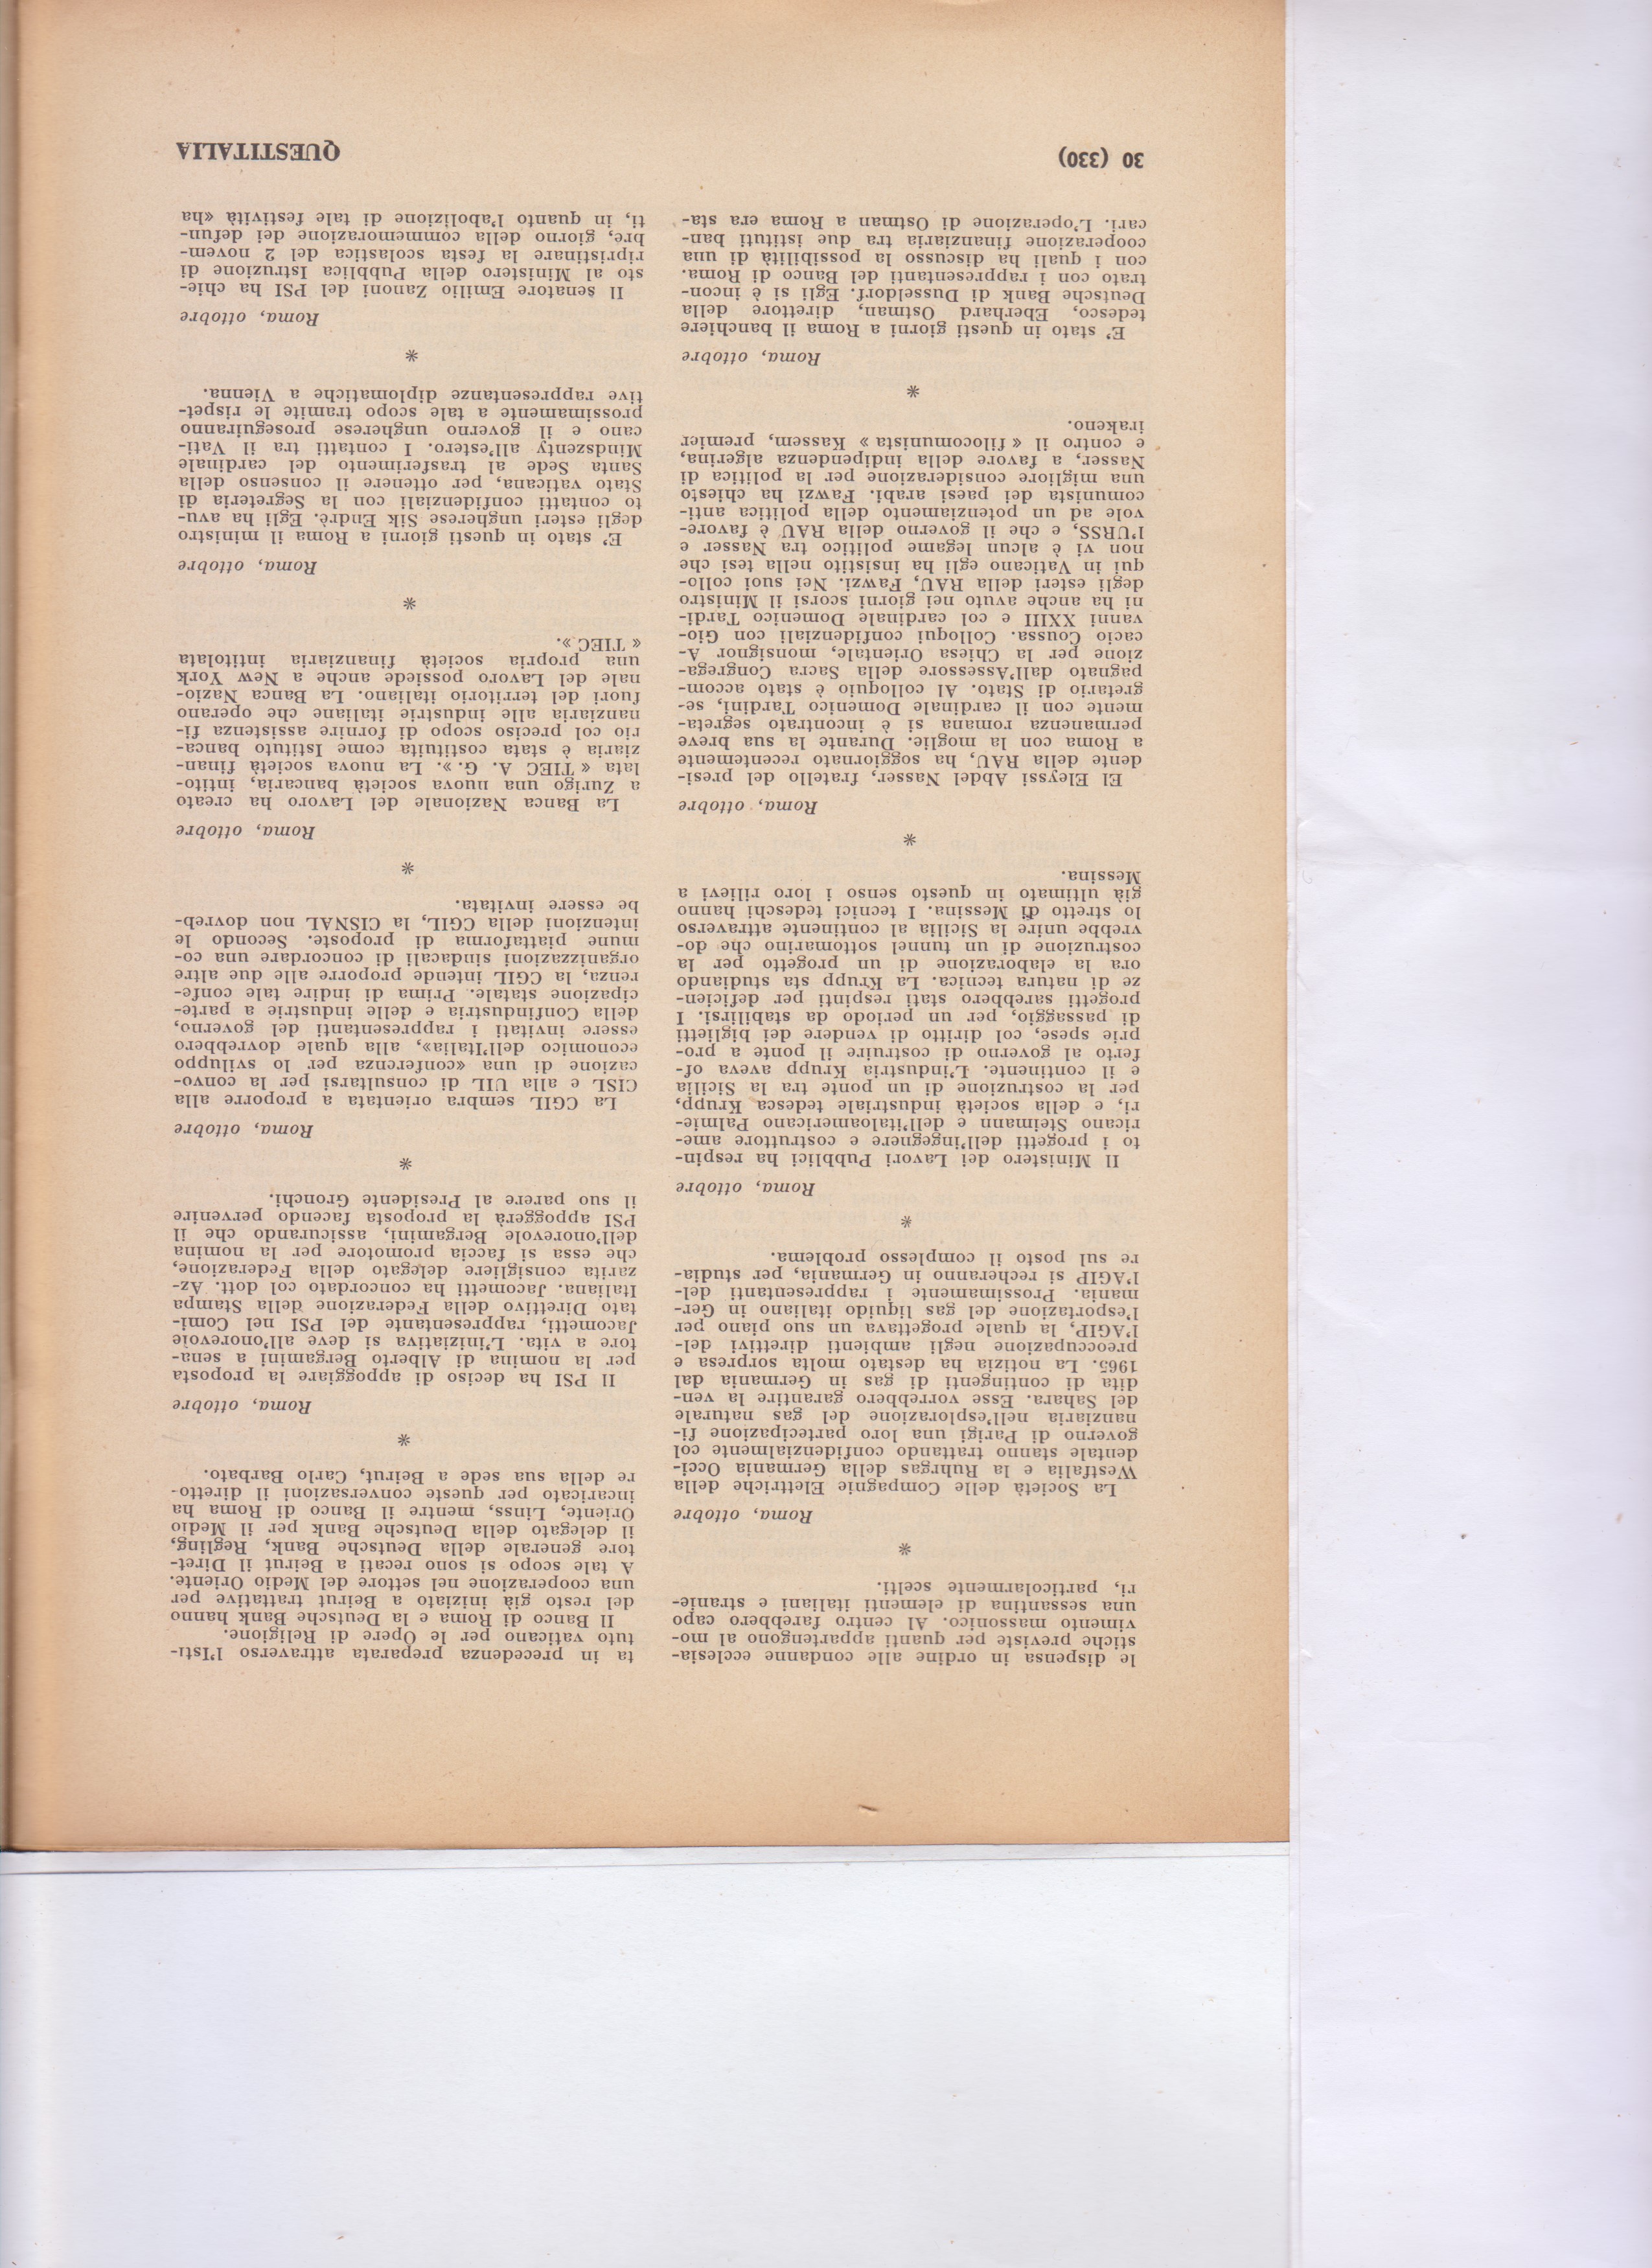 le dispensa in ordine alle condanne ecclesia-
stiche previste per quanti appartengono al mo-
vimento massonico. Al centro farebbero capo
una sessantina di elementi italiani e stranie-
ri, particolarmente scelti.
*
Roma, ottobre
La Società delle Compagnie Elettriche della
Westfalia e la Ruhrgas della Germania Occi-
dentale stanno trattando confidenzialmente col
governo di Parigi una loro partecipazione fi-
nanziaria nell'esplorazione del gas naturale
del Sahara. Esse vorrebbero garantire la ven-
dita di contingenti di gas in Germania dal
1965. La notizia ha destato molta sorpresa e
preoccupazione negli ambienti direttivi del-
l'AGIP, la quale progettava un suo piano per
l'esportazione del gas liquido italiano in Ger-
mania. Prossimamente i rappresentanti del-
l'AGIP si recheranno in Germania, per studia-
re sul posto il complesso problema.
*
Roma, ottobre
Il Ministero dei Lavori Pubblici ha respin-
to i progetti dell'ingegnere e costruttore ame-
ricano Steimann e dell'italoamericano Palmie-
ri, e della società industriale tedesca Krupp,
per la costruzione di un ponte tra la Sicilia
e il continente. L'industria Krupp aveva of-
ferto al governo di costruire il ponte a pro-
prie spese, col diritto di vendere dei biglietti
di passaggio, per un periodo da stabilirsi. I
progetti sarebbero stati respinti per deficien-
ze di natura tecnica. La Krupp sta studiando
ora la elaborazione di un progetto per la
costruzione di un tunnel sottomarino che do-
vrebbe unire la Sicilia al continente attraverso
lo stretto di Messina. I tecnici tedeschi hanno
già ultimato in questo senso i loro rilievi a
Messina.
*
Roma, ottobre
El Eleyssi Abdel Nasser, fratello del presi-
dente della RAU, ha soggiornato recentemente
a Roma con la moglie. Durante la sua breve
permanenza romana si è incontrato segreta-
mente con il cardinale Domenico Tardini, se-
gretario di Stato. Al colloquio è stato accom-
pagnato dall'Assessore della Sacra Congrega-
zione per la Chiesa Orientale, monsignor A-
cacio Coussa. Colloqui confidenziali con Gio-
vanni XXIII e col cardinale Domenico Tardi-
ni ha anche avuto nei giorni scorsi il Ministro
degli esteri della RAU, Fawzi. Nei suoi collo-
qui in Vaticano egli ha insistito nella tesi che
non vi è alcun legame politico tra Nasser e
l'URSS, e che il governo della RAU è favore-
vole ad un potenziamento della politica anti-
comunista dei paesi arabi. Fawzi ha chiesto
una migliore considerazione per la politica di
Nasser, a favore della indipendenza algerina,
e contro il « filocomunista » Kassem, premier
irakeno.
*
Roma, ottobre
E' stato in questi giorni a Roma il banchiere
tedesco, Eberhard Ostman, direttore della
Deutsche Bank di Dusseldorf. Egli si è incon-
trato con i rappresentanti del Banco di Roma.
con i quali ha discusso la possibilità di una
cooperazione finanziaria tra due istituti ban-
cari. L'operazione di Ostman a Roma era sta-
ta in precedenza preparata attraverso l'Isti-
tuto vaticano per le Opere di Religione.
Il Banco di Roma e la Deutsche Bank hanno
del resto già iniziato a Beirut trattative per
una cooperazione nel settore del Medio Oriente.
A tale scopo si sono recati a Beirut il Diret-
tore generale della Deutsche Bank, Regling,
il delegato della Deutsche Bank per il Medio
Oriente, Linss, mentre il Banco di Roma ha
incaricato per queste conversazioni il diretto-
re della sua sede a Beirut, Carlo Barbato.
*
Roma, ottobre
Il PSI ha deciso di appoggiare la proposta
per la nomina di Alberto Bergamini a sena-
tore a vita. L'iniziativa si deve all'onorevole
Jacometti, rappresentante del PSI nel Comi-
tato Direttivo della Federazione della Stampa
Italiana. Jacometti ha concordato col dott. Az-
zarita consigliere delegato della Federazione,
che essa si faccia promotore per la nomina
dell'onorevole Bergamini, assicurando che il
PSI appoggerà la proposta facendo pervenire
il suo parere al Presidente Gronchi.
*
Roma, ottobre
La CGIL sembra orientata a proporre alla
CISL e alla UIL di consultarsi per la convo-
cazione di una «conferenza per lo sviluppo
economico dell'Italia», alla quale dovrebbero
essere invitati i rappresentanti del governo,
della Confindustria e delle industrie a parte-
cipazione statale. Prima di indire tale confe-
renza, la CGIL intende proporre alle due altre
organizzazioni sindacali di concordare una co-
mune piattaforma di proposte. Secondo le
intenzioni della CGIL, la CISNAL non dovreb-
be essere invitata.
*
Roma, ottobre
La Banca Nazionale del Lavoro ha creato
a Zurigo una nuova società bancaria, intito-
lata « TIEC A. G. ». La nuova società finan-
ziaria è stata costituita come Istituto banca-
rio col preciso scopo di fornire assistenza fi-
nanziaria alle industrie italiane che operano
fuori del territorio italiano. La Banca Nazio-
nale del Lavoro possiede anche a New York
una propria società finanziaria intitolata
« TIEC ».
*
Roma, ottobre
E' stato in questi giorni a Roma il ministro
degli esteri ungherese Sik Endrè. Egli ha avu-
to contatti confidenziali con la Segreteria di
Stato vaticana, per ottenere il consenso della
Santa Sede al trasferimento del cardinale
Mindszenty all'estero. I contatti tra il Vati-
cano e il governo ungherese proseguiranno
prossimamente a tale scopo tramite le rispet-
tive rappresentanze diplomatiche a Vienna.
*
Roma, ottobre
Il senatore Emilio Zanoni del PSI ha chie-
sto al Ministero della Pubblica Istruzione di
ripristinare la festa scolastica del 2 novem-
bre, giorno della commemorazione dei defun-
ti, in quanto l'abolizione di tale festività «ha
30 (330)
QUESTITALIA